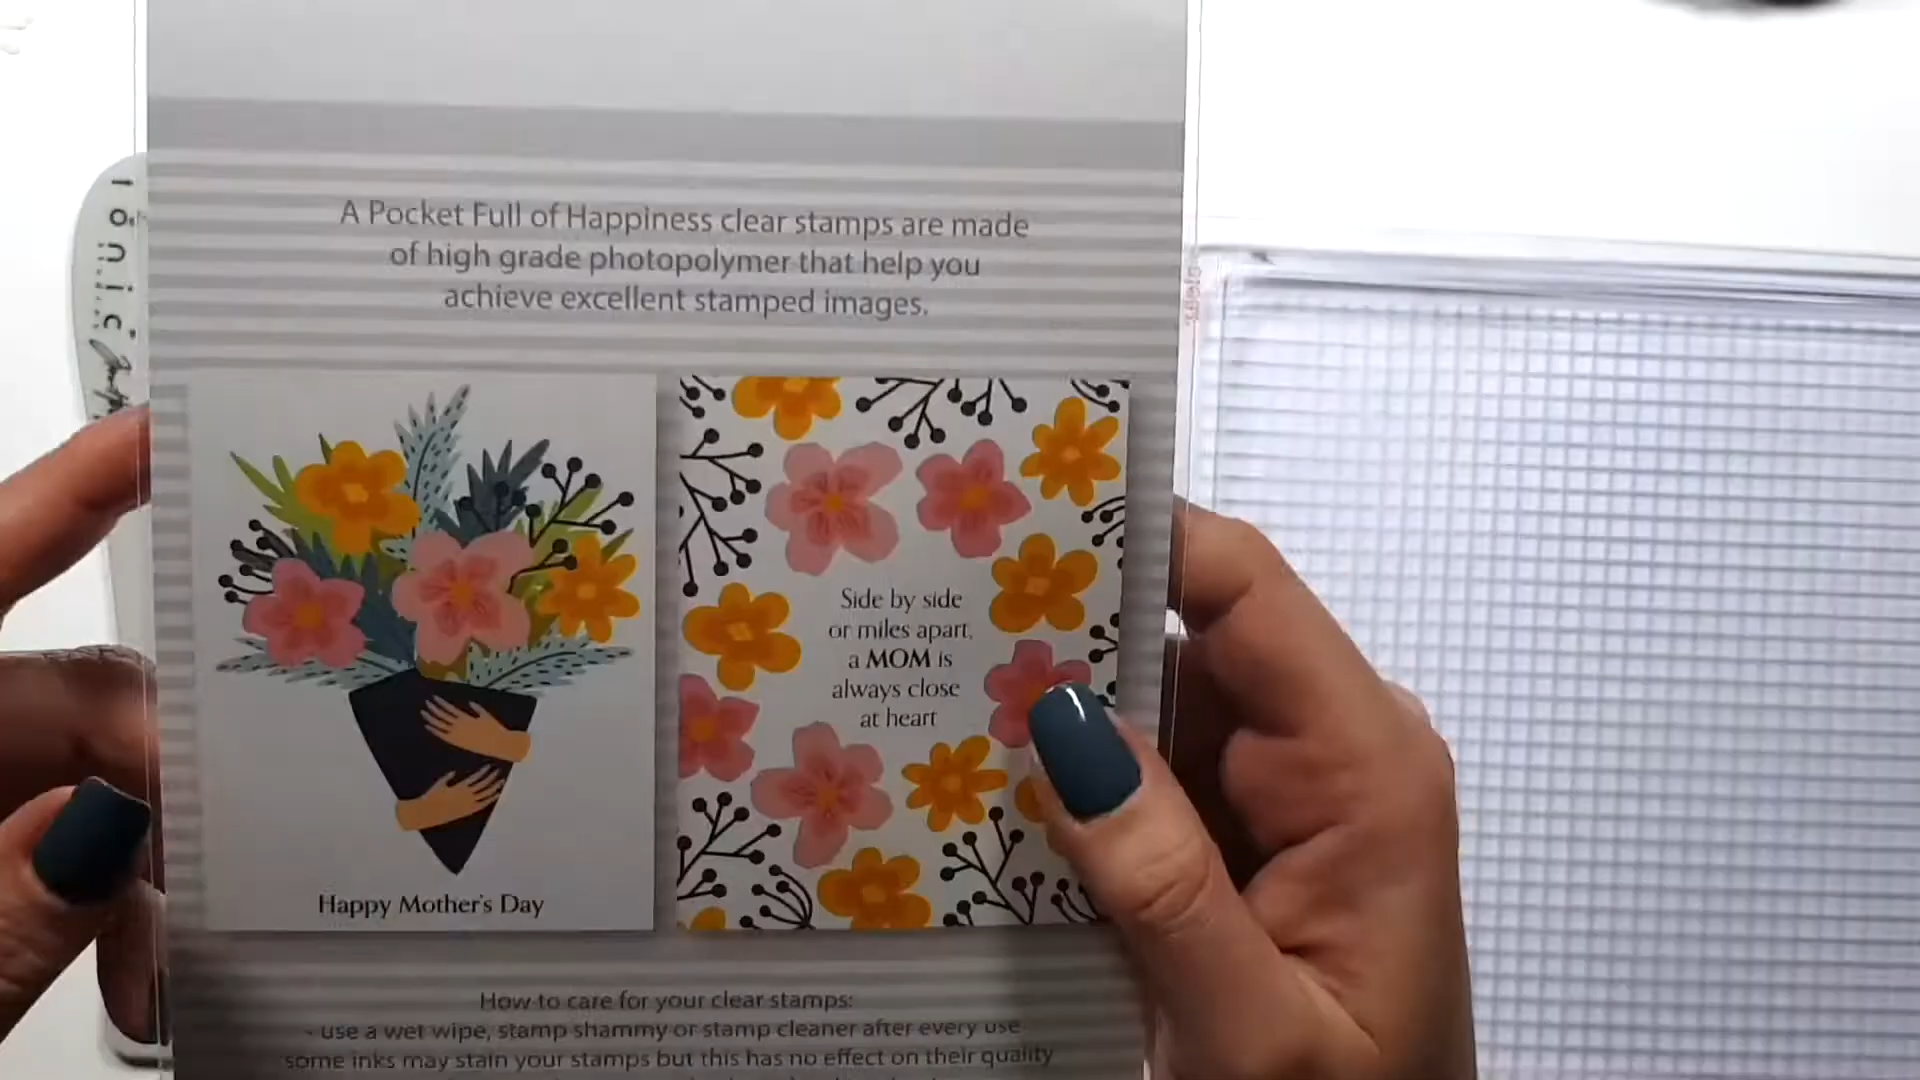 A Pocket Full of Happiness clear stamps are made
of high grade photopolymer that help you
achieve excellent stamped images.
Happy Mother's Day
Side by side
or miles apart,
a MOM is
always close
at heart
How to care for your clear stamps:
- use a wet wipe, stamp shammy or stamp cleaner after every use
some inks may stain your stamps but this has no effect on their quality
tonic